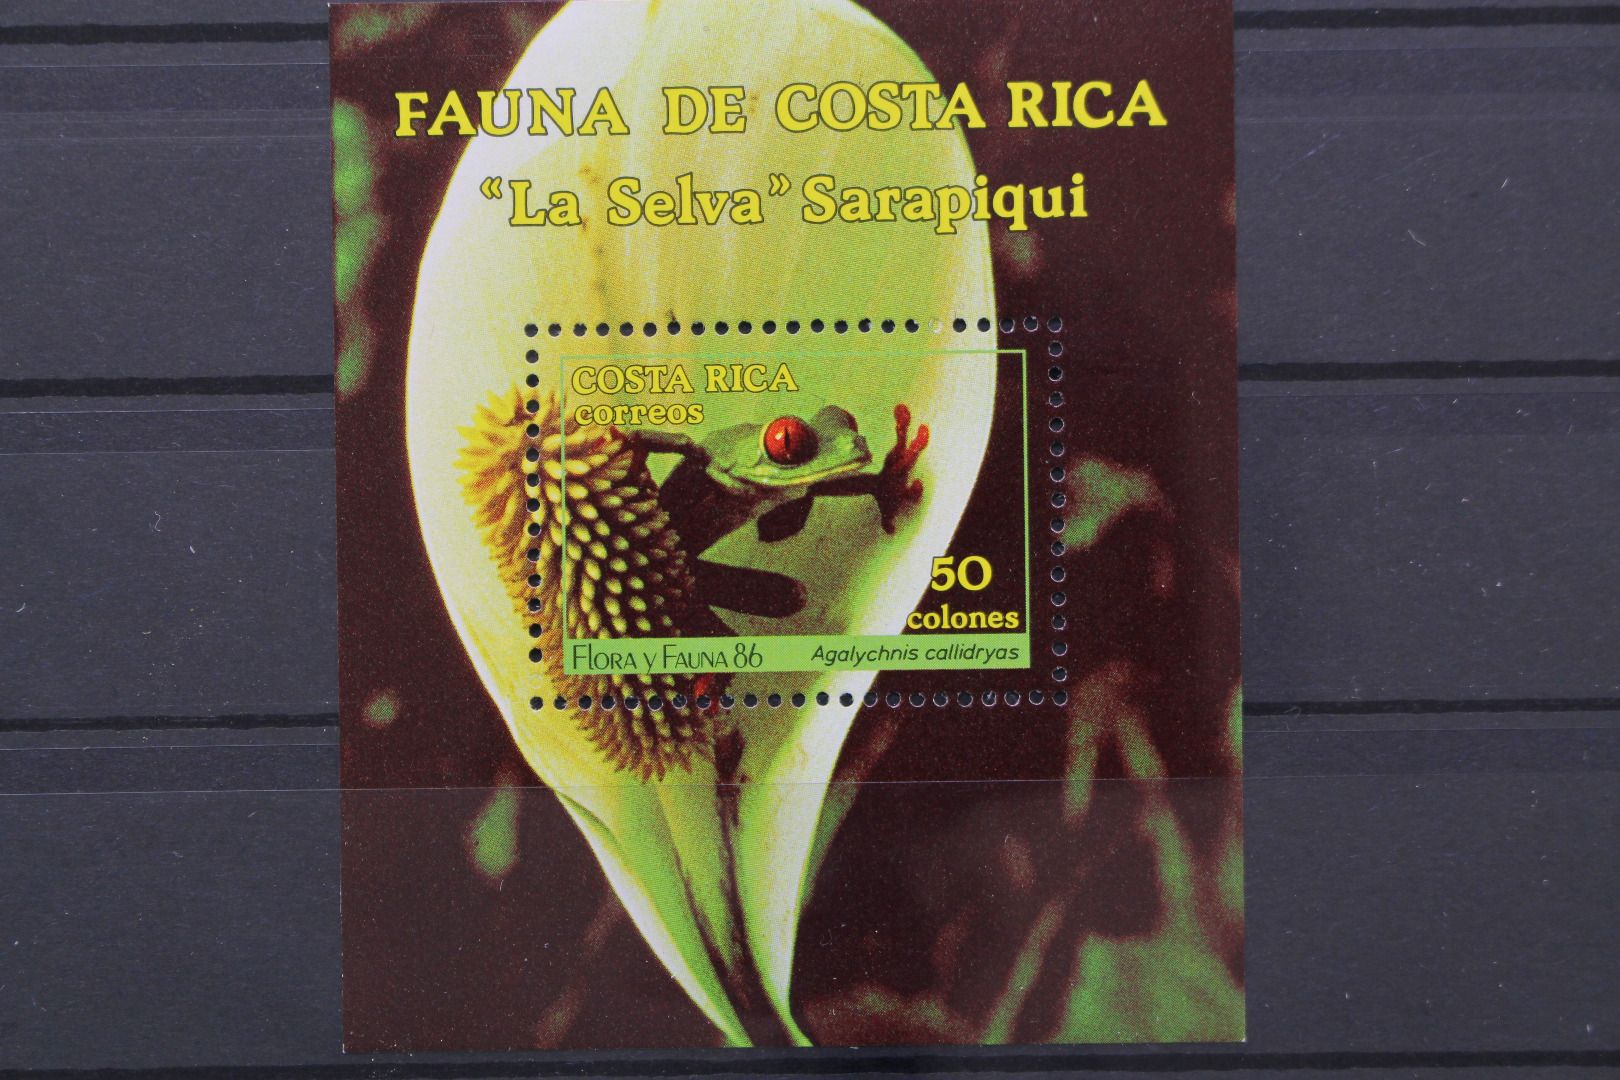 FAUNA DE COSTA RICA
“La Selva” Sarapiqui
COSTA RICA
correos
50
colones
FLORA Y FAUNA 86
Agalychnis callidryas